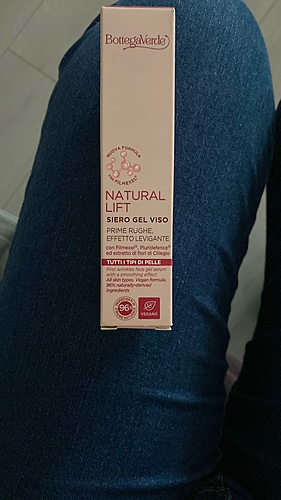 BottegaVerde
NUOVA FORMULA
CON FILMEXEL®
NATURAL
LIFT
SIERO GEL VISO
PRIME RUGHE,
EFFETTO LEVIGANTE
con Filmexel®, Pluridefence®
ed estratto di fiori di Ciliegio
TUTTI I TIPI DI PELLE
First wrinkles face gel serum
with a smoothing effect
All skin types. Vegan formula.
96% naturally-derived
ingredients
96%
VEGANO